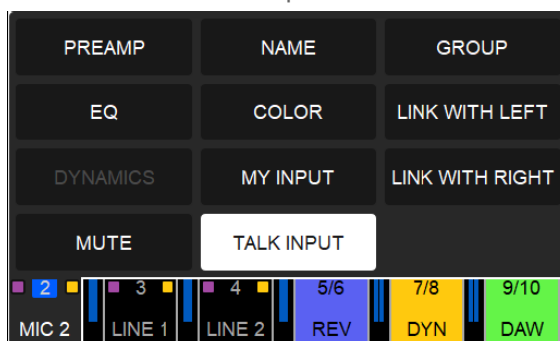 PREAMP NAME GROUP
EQ COLOR LINK WITH LEFT
DYNAMICS MY INPUT LINK WITH RIGHT
MUTE TALK INPUT
2 3 4 5/6 7/8 9/10
MIC 2 LINE 1 LINE 2 REV DYN DAW